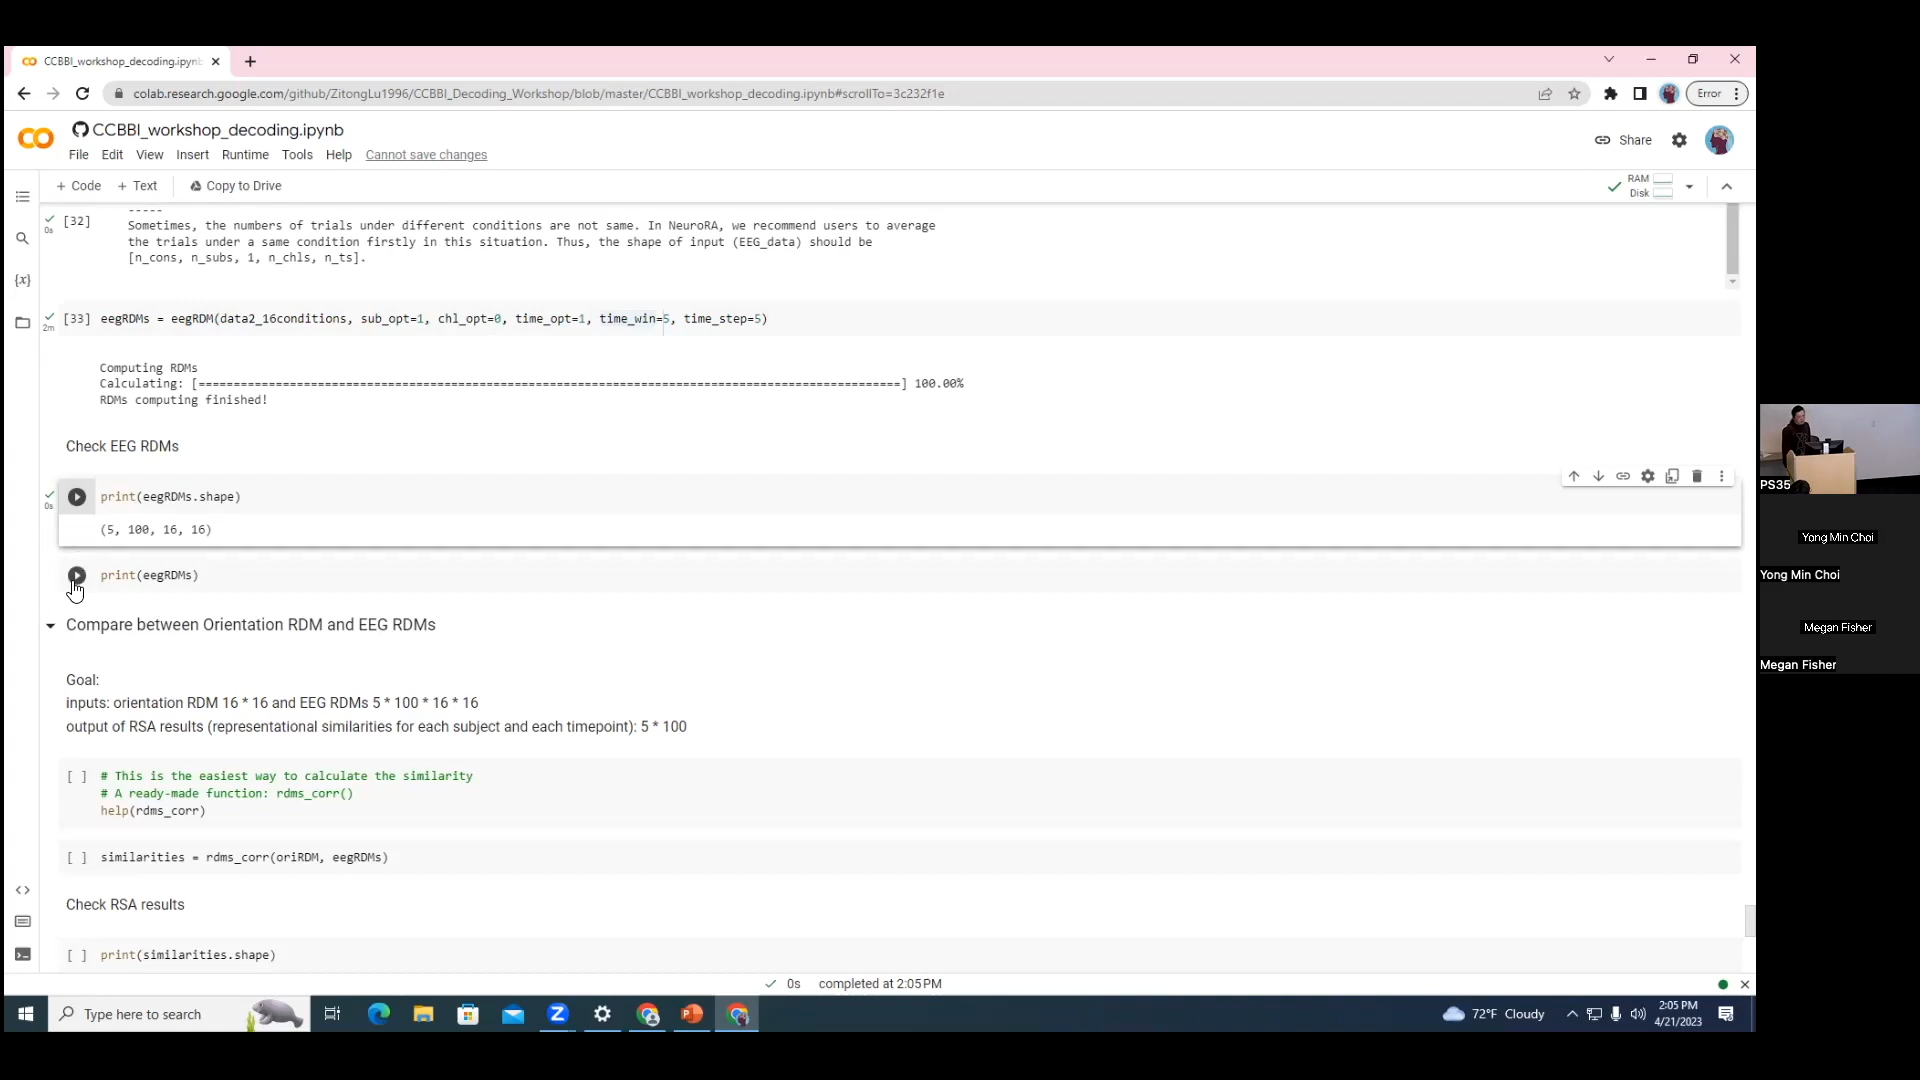 CCBBI_workshop_decoding.ipynb
colab.research.google.com/github/ZitongLu1996/CCBBI_Decoding_Workshop/blob/master/CCBBI_workshop_decoding.ipynb#scrollTo=3c232f1e
Error
CCBBI_workshop_decoding.ipynb
File Edit View Insert Runtime Tools Help Cannot save changes
Share
+ Code + Text Copy to Drive
RAM
Disk
-----
[32] Sometimes, the numbers of trials under different conditions are not same. In NeuroRA, we recommend users to average
0s
the trials under a same condition firstly in this situation. Thus, the shape of input (EEG_data) should be
[n_cons, n_subs, 1, n_chls, n_ts].
{x}
[33] eegRDMs = eegRDM(data2_16conditions, sub_opt=1, chl_opt=0, time_opt=1, time_win=5, time_step=5)
2m
Computing RDMs
Calculating: [====================================================================================================] 100.00%
RDMs computing finished!
Check EEG RDMs
print(eegRDMs.shape)
0s
(5, 100, 16, 16)
print(eegRDMs)
Compare between Orientation RDM and EEG RDMs
Goal:
inputs: orientation RDM 16 * 16 and EEG RDMs 5 * 100 * 16 * 16
output of RSA results (representational similarities for each subject and each timepoint): 5 * 100
[ ] # This is the easiest way to calculate the similarity
# A ready-made function: rdms_corr()
help(rdms_corr)
[ ] similarities = rdms_corr(oriRDM, eegRDMs)
Check RSA results
[ ] print(similarities.shape)
0s completed at 2:05 PM
Type here to search
72°F Cloudy
2:05 PM
4/21/2023
PS35
Yong Min Choi
Yong Min Choi
Megan Fisher
Megan Fisher